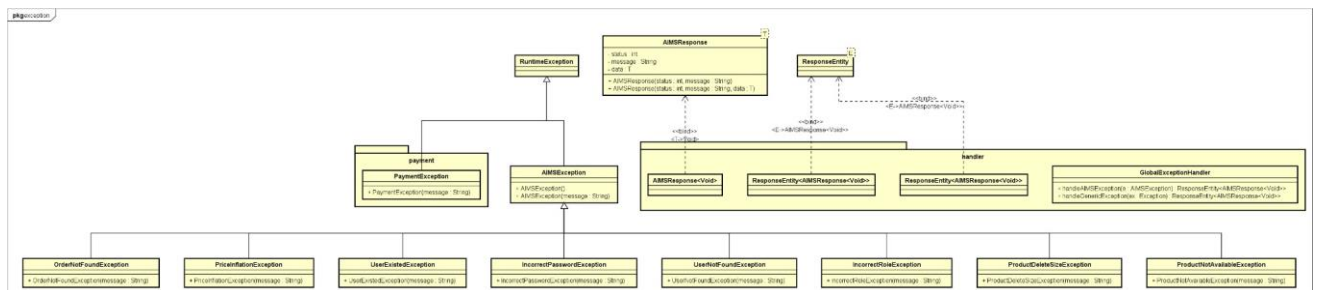 pkg exception
AIMSResponse
T
- status : int
- message : String
- data : T
+ AIMSResponse(status : int, message : String)
+ AIMSResponse(status : int, message : String, data : T)
RuntimeException
ResponseEntity
E
<<bind>>
<<bind>>
<E->AIMSResponse<Void>>
<<bind>>
<E->AIMSResponse<Void>>
payment
PaymentException
+ PaymentException(message : String)
AIMSException
+ AIMSException()
+ AIMSException(message : String)
handler
AIMSResponse<Void>
ResponseEntity<AIMSResponse<Void>>
ResponseEntity<AIMSResponse<Void>>
GlobalExceptionHandler
+ handleAIMSException(e : AIMSException) : ResponseEntity<AIMSResponse<Void>>
+ handleGenericException(ex : Exception) : ResponseEntity<AIMSResponse<Void>>
OrderNotFoundException
+ OrderNotFoundException(message : String)
PriceInflationException
+ PriceInflationException(message : String)
UserExistedException
+ UserExistedException(message : String)
IncorrectPasswordException
+ IncorrectPasswordException(message : String)
UserNotFoundException
+ UserNotFoundException(message : String)
IncorrectRoleException
+ IncorrectRoleException(message : String)
ProductDeleteSizeException
+ ProductDeleteSizeException(message : String)
ProductNotAvailableException
+ ProductNotAvailableException(message : String)